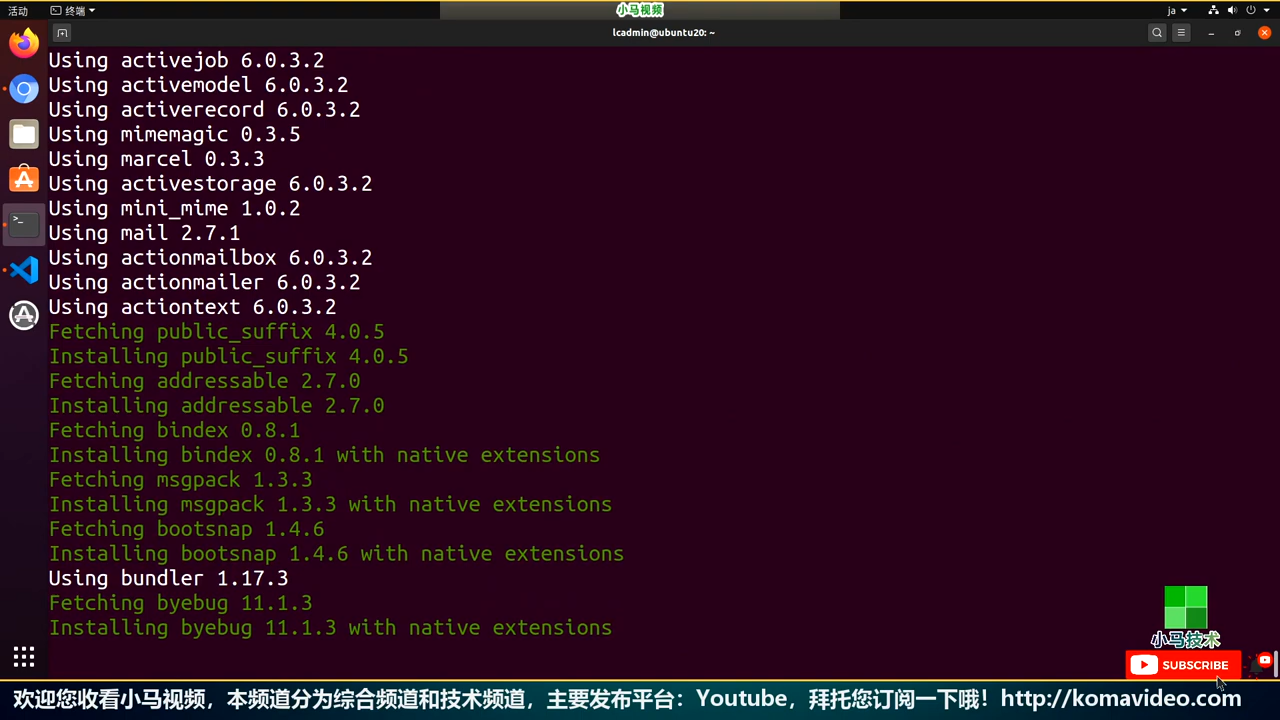 活动
终端
小马视频
ja
lcadmin@ubuntu20: ~
Using activejob 6.0.3.2
Using activemodel 6.0.3.2
Using activerecord 6.0.3.2
Using mimemagic 0.3.5
Using marcel 0.3.3
Using activestorage 6.0.3.2
Using mini_mime 1.0.2
Using mail 2.7.1
Using actionmailbox 6.0.3.2
Using actionmailer 6.0.3.2
Using actiontext 6.0.3.2
Fetching public_suffix 4.0.5
Installing public_suffix 4.0.5
Fetching addressable 2.7.0
Installing addressable 2.7.0
Fetching bindex 0.8.1
Installing bindex 0.8.1 with native extensions
Fetching msgpack 1.3.3
Installing msgpack 1.3.3 with native extensions
Fetching bootsnap 1.4.6
Installing bootsnap 1.4.6 with native extensions
Using bundler 1.17.3
Fetching byebug 11.1.3
Installing byebug 11.1.3 with native extensions
小马技术
SUBSCRIBE
欢迎您收看小马视频，本频道分为综合频道和技术频道，主要发布平台：Youtube，拜托您订阅一下哦！http://komavideo.com